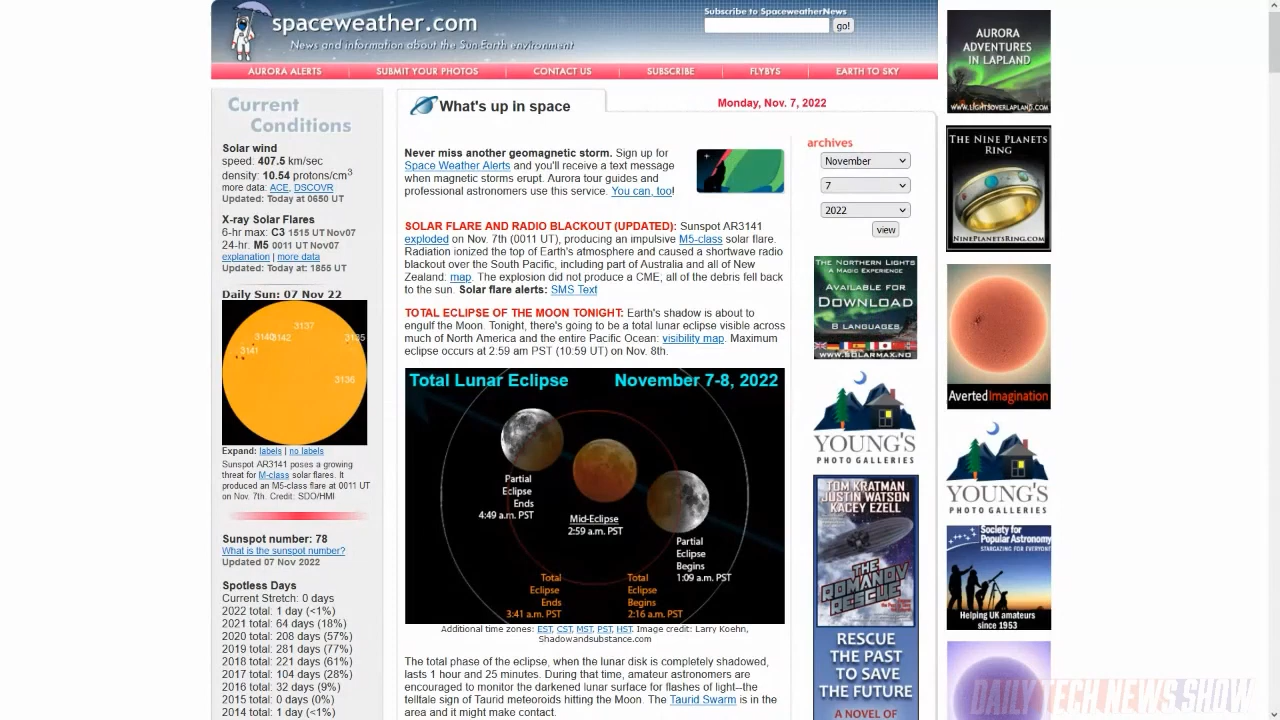 spaceweather.com
News and information about the Sun Earth environment
Subscribe to SpaceweatherNews
go!
AURORA ALERTS
SUBMIT YOUR PHOTOS
CONTACT US
SUBSCRIBE
FLYBYS
EARTH TO SKY
Current
Conditions
Solar wind
speed: 407.5 km/sec
density: 10.54 protons/cm3
more data: ACE, DSCOVR
Updated: Today at 0650 UT
X-ray Solar Flares
6-hr max: C3 1515 UT Nov07
24-hr: M5 0011 UT Nov07
explanation | more data
Updated: Today at: 1855 UT
Daily Sun: 07 Nov 22
3137
3140
3142
3135
3141
3136
Expand: labels | no labels
Sunspot AR3141 poses a growing
threat for M-class solar flares. It
produced an M5-class flare at 0011 UT
on Nov. 7th. Credit: SDO/HMI
Sunspot number: 78
What is the sunspot number?
Updated 07 Nov 2022
Spotless Days
Current Stretch: 0 days
2022 total: 1 day (<1%)
2021 total: 64 days (18%)
2020 total: 208 days (57%)
2019 total: 281 days (77%)
2018 total: 221 days (61%)
2017 total: 104 days (28%)
2016 total: 32 days (9%)
2015 total: 0 days (0%)
2014 total: 1 day (<1%)
What's up in space
Monday, Nov. 7, 2022
Never miss another geomagnetic storm. Sign up for
Space Weather Alerts and you'll receive a text message
when magnetic storms erupt. Aurora tour guides and
professional astronomers use this service. You can, too!
SOLAR FLARE AND RADIO BLACKOUT (UPDATED): Sunspot AR3141
exploded on Nov. 7th (0011 UT), producing an impulsive M5-class solar flare.
Radiation ionized the top of Earth's atmosphere and caused a shortwave radio
blackout over the South Pacific, including part of Australia and all of New
Zealand: map. The explosion did not produce a CME; all of the debris fell back
to the sun. Solar flare alerts: SMS Text
TOTAL ECLIPSE OF THE MOON TONIGHT: Earth's shadow is about to
engulf the Moon. Tonight, there's going to be a total lunar eclipse visible across
much of North America and the entire Pacific Ocean: visibility map. Maximum
eclipse occurs at 2:59 am PST (10:59 UT) on Nov. 8th.
Total Lunar Eclipse
November 7-8, 2022
Partial
Eclipse
Ends
4:49 a.m. PST
Mid-Eclipse
2:59 a.m. PST
Partial
Eclipse
Begins
1:09 a.m. PST
Total
Eclipse
Ends
3:41 a.m. PST
Total
Eclipse
Begins
2:16 a.m. PST
Additional time zones: EST, CST, MST, PST, HST. Image credit: Larry Koehn,
Shadowandsubstance.com
The total phase of the eclipse, when the lunar disk is completely shadowed,
lasts 1 hour and 25 minutes. During that time, amateur astronomers are
encouraged to monitor the darkened lunar surface for flashes of light--the
telltale sign of Taurid meteoroids hitting the Moon. The Taurid Swarm is in the
area and it might make contact.
archives
November
7
2022
view
THE NORTHERN LIGHTS
A MAGIC EXPERIENCE
AVAILABLE FOR
DOWNLOAD
8 LANGUAGES
WWW.SOLARMAX.NO
YOUNG'S
PHOTO GALLERIES
TOM KRATMAN
JUSTIN WATSON
KACEY EZELL
THE
ROMANOV
RESCUE
RESCUE
THE PAST
TO SAVE
THE FUTURE
A NOVEL OF
AURORA
ADVENTURES
IN LAPLAND
WWW.LIGHTSOVERLAPLAND.COM
THE NINE PLANETS
RING
NINEPLANETSRING.COM
AvertedImagination
YOUNG'S
PHOTO GALLERIES
Society for
Popular Astronomy
STARGAZING FOR EVERYONE
Helping UK amateurs
since 1953
DAILY TECH NEWS SHOW